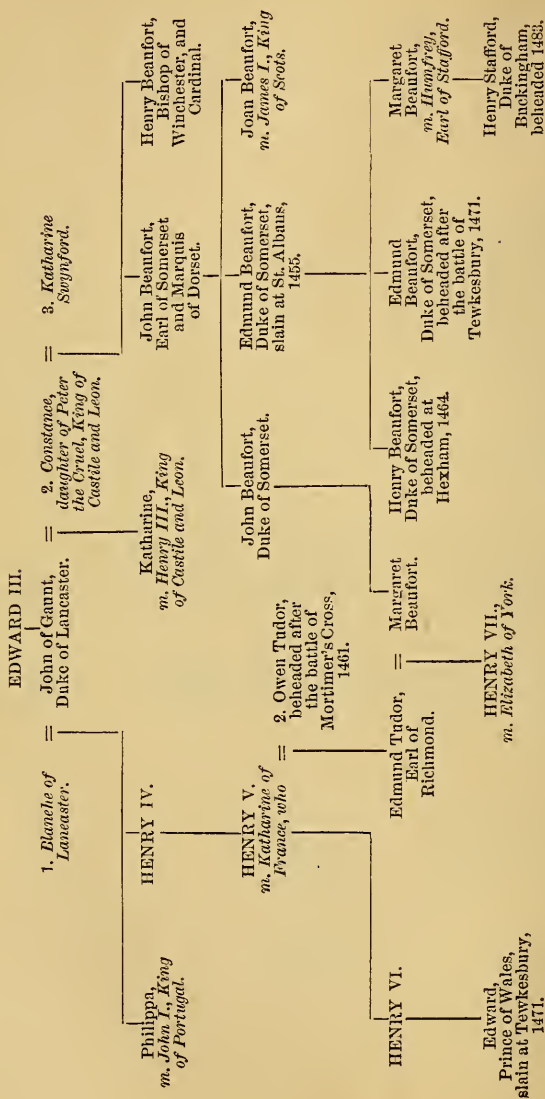 EDWARD III.
1. Blanche of
Lancaster.
=
John of Gaunt,
Duke of Lancaster.
=
2. Constance,
daughter of Peter
the Cruel, King of
Castile and Leon.
=
3. Katharine
Swynford.
Philippa,
m. John I., King
of Portugal.
HENRY IV.
Katharine,
m. Henry III., King
of Castile and Leon.
John Beaufort,
Earl of Somerset
and Marquis
of Dorset.
Henry Beaufort,
Bishop of
Winchester, and
Cardinal.
HENRY V.
m. Katharine of
France, who
=
2. Owen Tudor,
beheaded after
the battle of
Mortimer's Cross,
1461.
John Beaufort,
Duke of Somerset.
Edmund Beaufort,
Duke of Somerset,
slain at St. Albans,
1455.
Joan Beaufort,
m. James I., King
of Scots.
HENRY VI.
Edmund Tudor,
Earl of
Richmond.
=
Margaret
Beaufort.
Henry Beaufort,
Duke of Somerset,
beheaded at
Hexham, 1464.
Edmund
Beaufort,
Duke of Somerset,
beheaded after
the battle of
Tewkesbury, 1471.
Margaret
Beaufort,
m. Humfrey,
Earl of Stafford.
Edward,
Prince of Wales,
slain at Tewkesbury,
1471.
HENRY VII.,
m. Elizabeth of York.
Henry Stafford,
Duke of
Buckingham,
beheaded 1483.